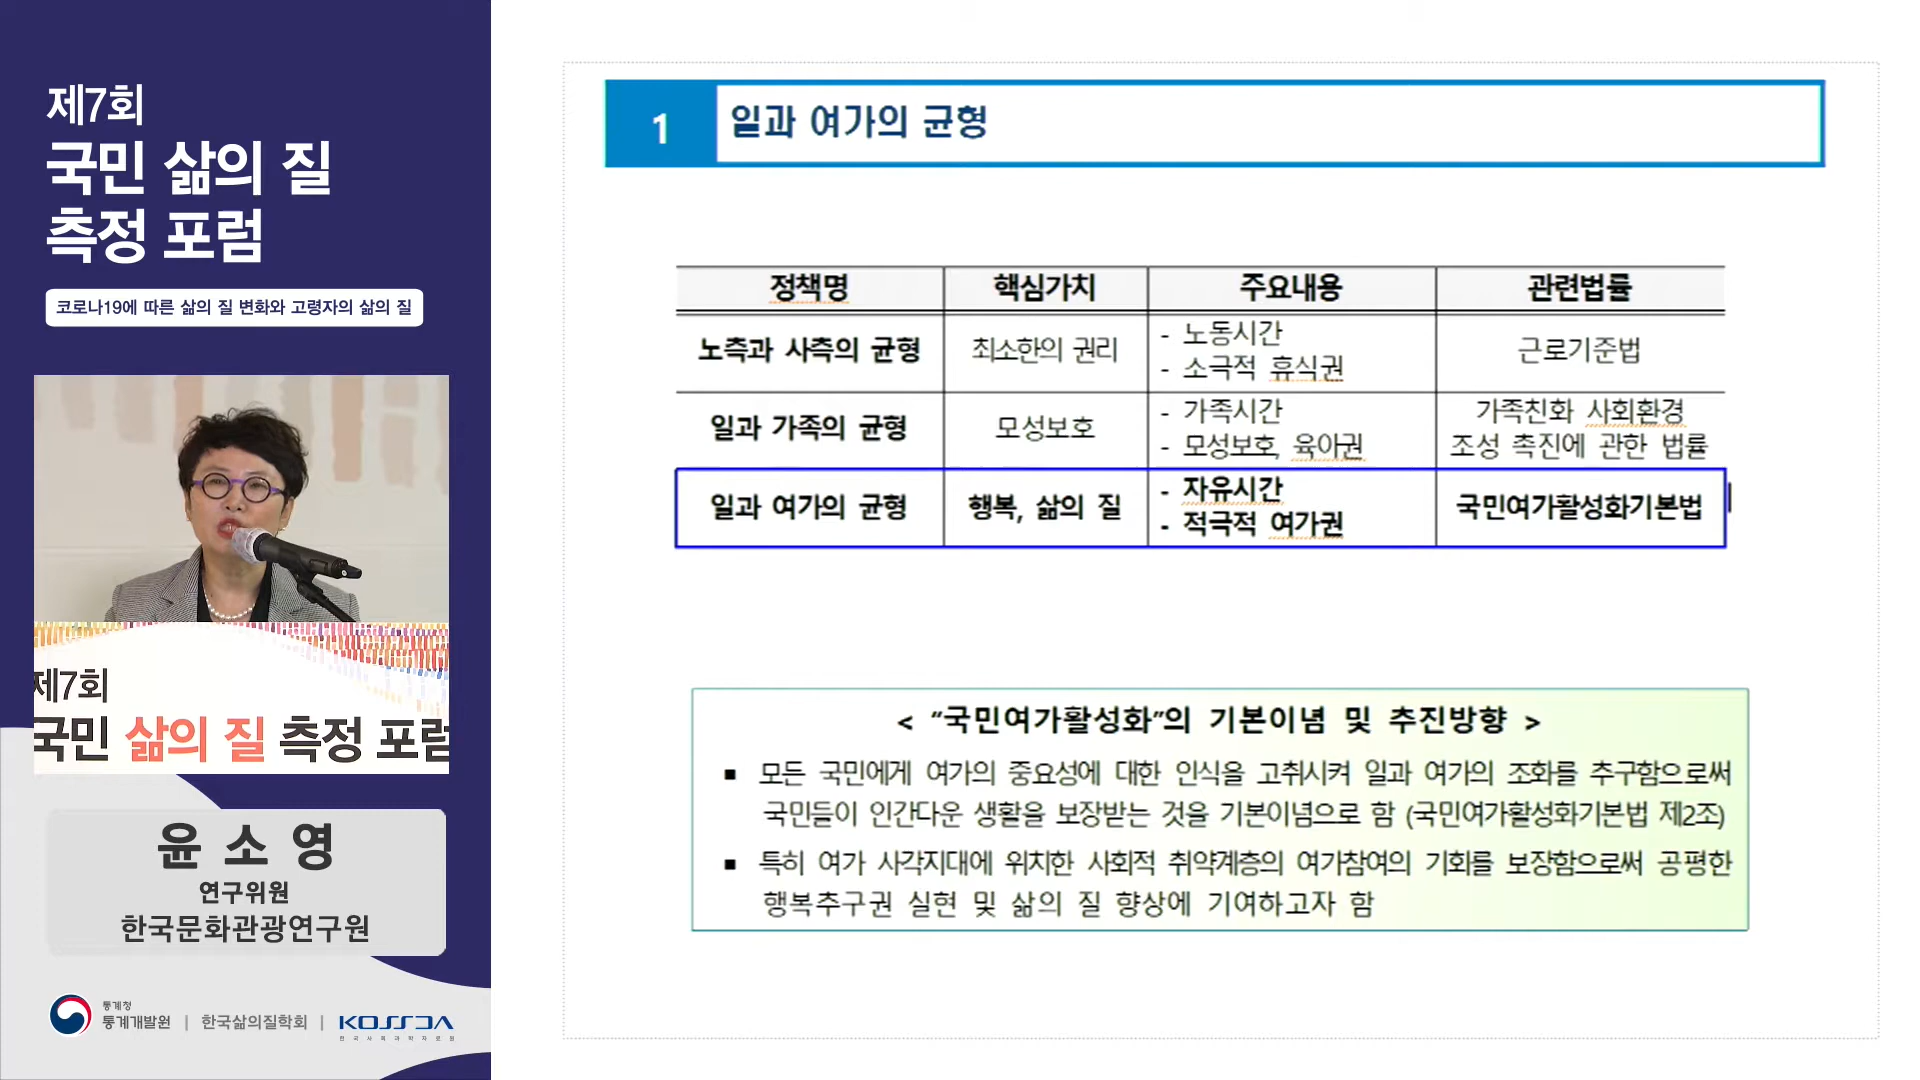 제7회
국민 삶의 질
측정 포럼
코로나19에 따른 삶의 질 변화와 고령자의 삶의 질
제7회
국민 삶의 질 측정 포럼
윤 소 영
연구위원
한국문화관광연구원
통계청
통계개발원 | 한국삶의질학회 | KOSSDA
한국사회과학자료원
1 일과 여가의 균형
정책명 핵심가치 주요내용 관련법률
노측과 사측의 균형 최소한의 권리 - 노동시간
- 소극적 휴식권 근로기준법
일과 가족의 균형 모성보호 - 가족시간
- 모성보호, 육아권 가족친화 사회환경
조성 촉진에 관한 법률
일과 여가의 균형 행복, 삶의 질 - 자유시간
- 적극적 여가권 국민여가활성화기본법
< “국민여가활성화”의 기본이념 및 추진방향 >
■ 모든 국민에게 여가의 중요성에 대한 인식을 고취시켜 일과 여가의 조화를 추구함으로써
국민들이 인간다운 생활을 보장받는 것을 기본이념으로 함 (국민여가활성화기본법 제2조)
■ 특히 여가 사각지대에 위치한 사회적 취약계층의 여가참여의 기회를 보장함으로써 공평한
행복추구권 실현 및 삶의 질 향상에 기여하고자 함